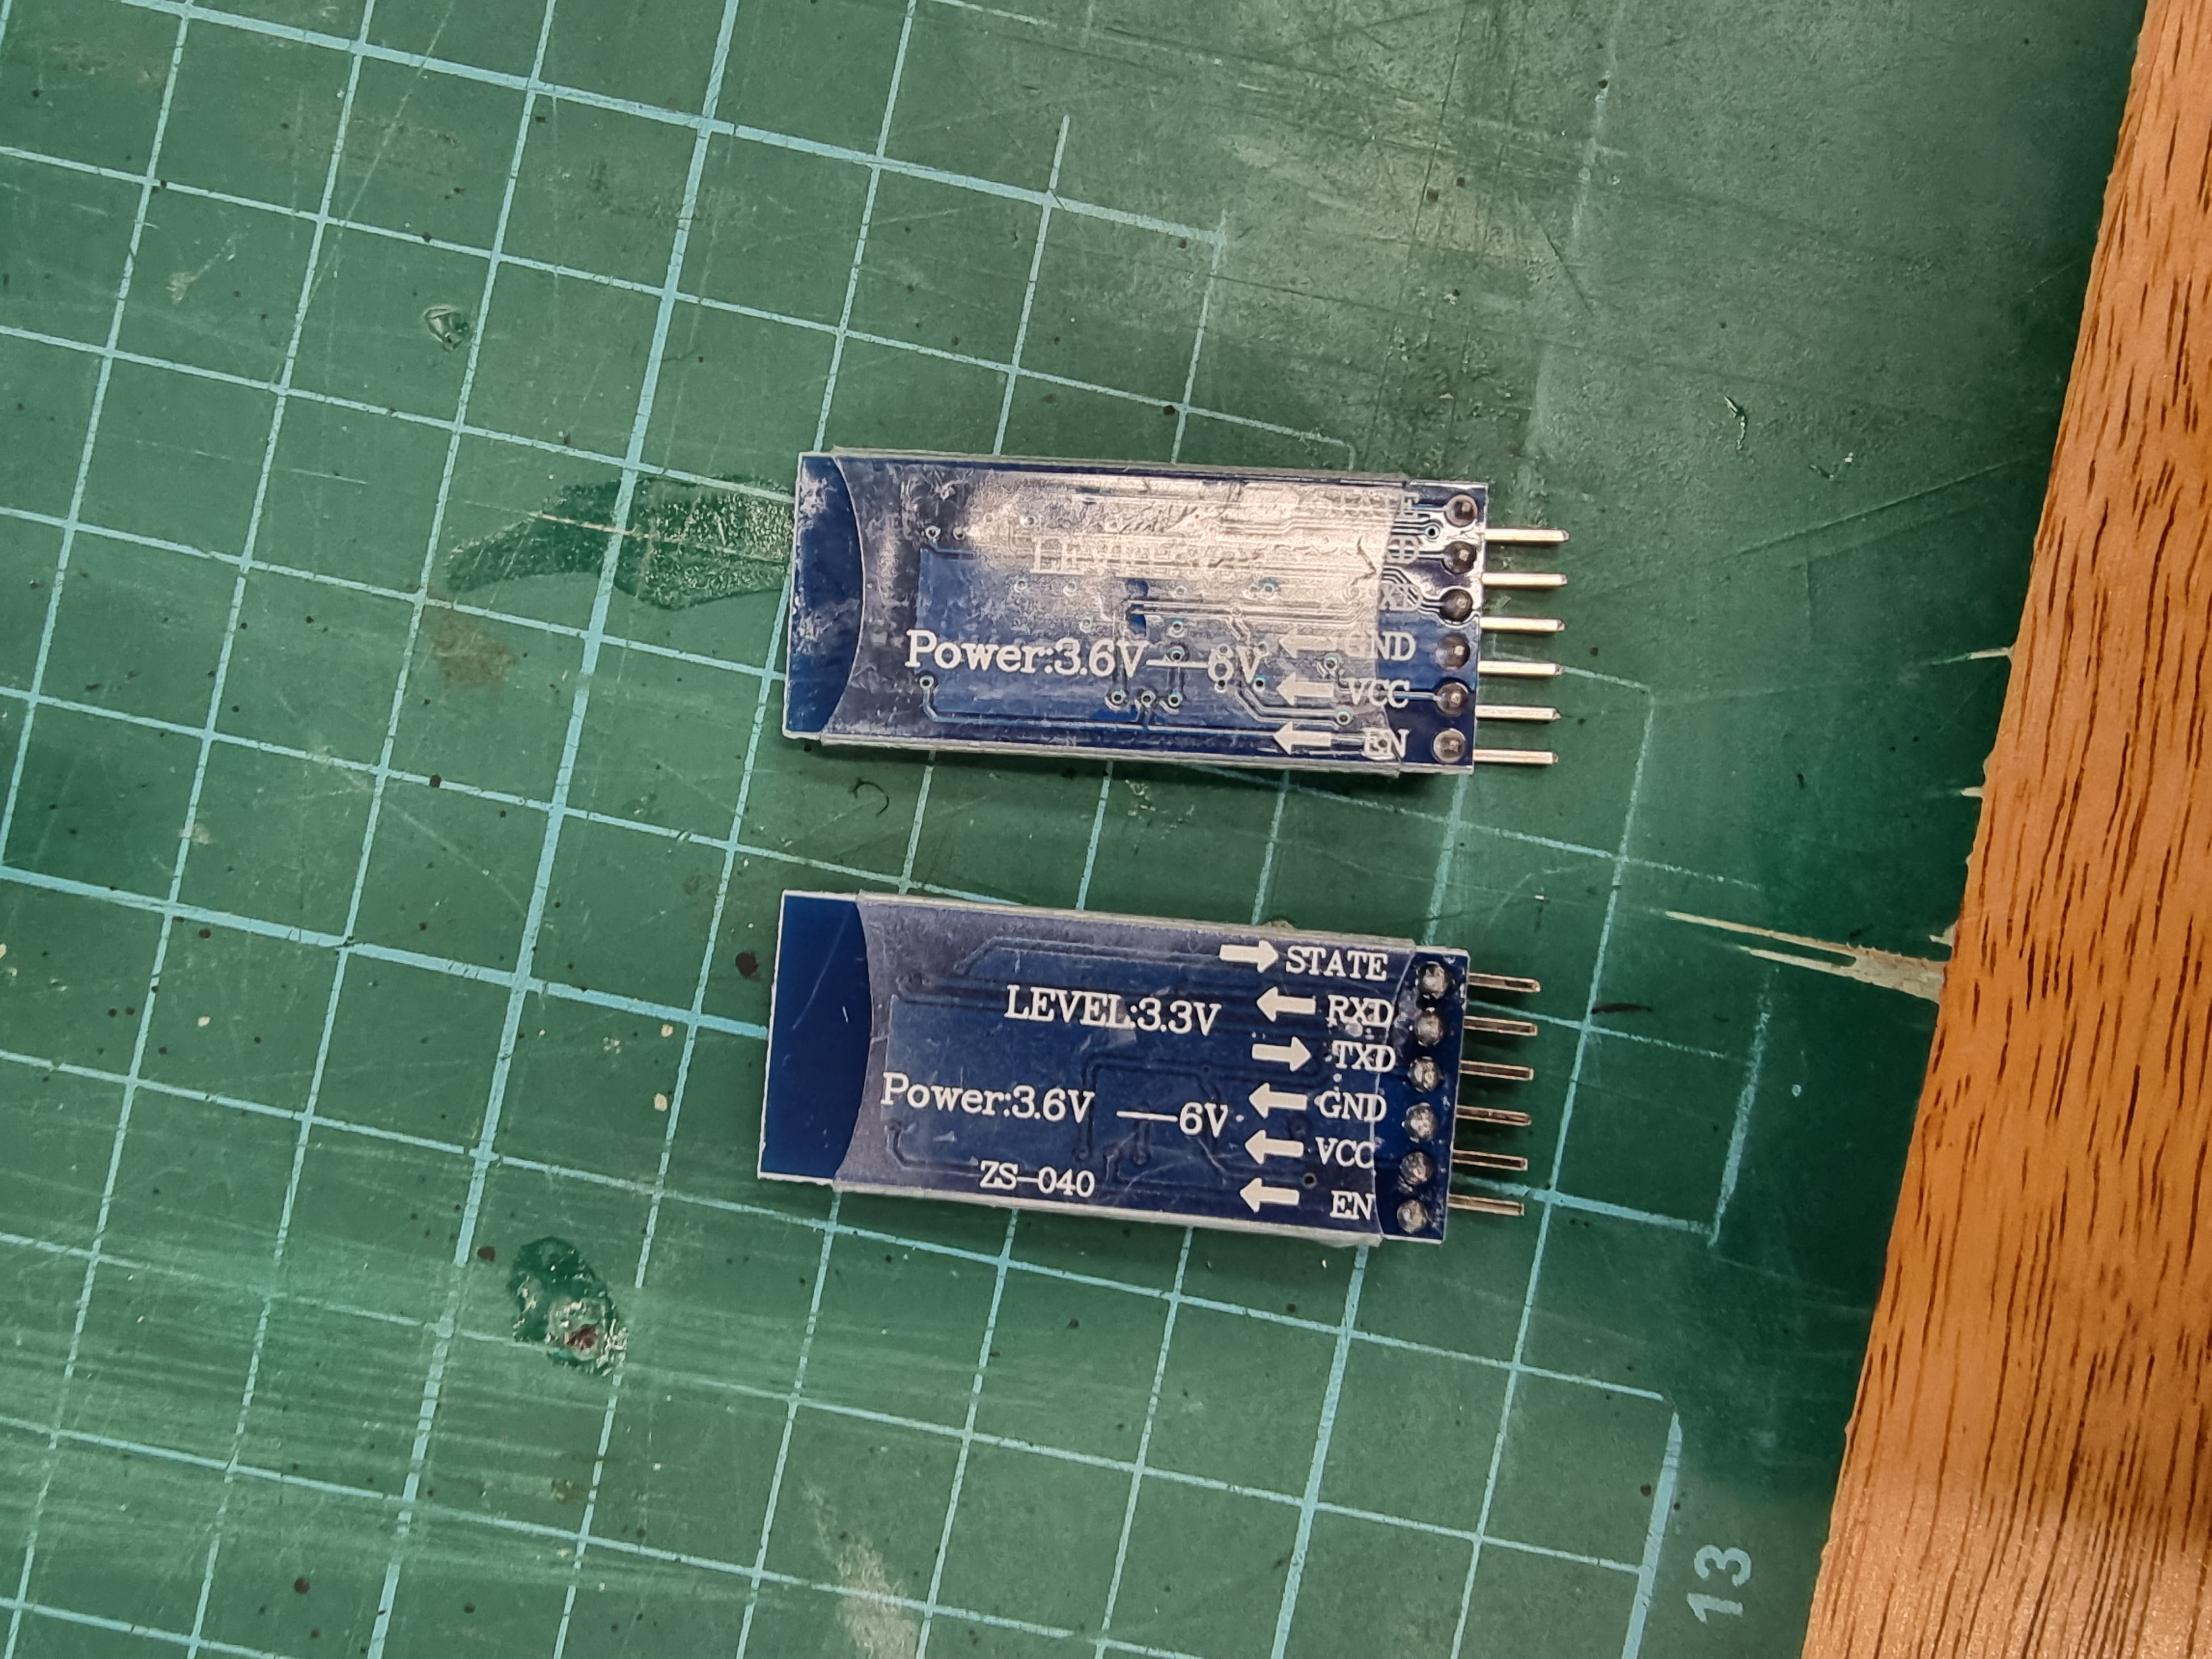 ZS-040
Power:3.6V—6V
LEVEL:3.3V
EN
VCC
GND
TXD
RXD
STATE
Power:3.6V—6V
EN
VCC
GND
13